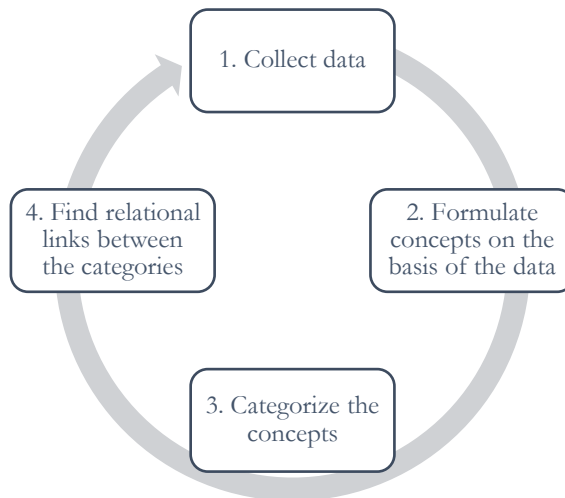 1. Collect data
2. Formulate
concepts on the
basis of the data
3. Categorize the
concepts
4. Find relational
links between
the categories